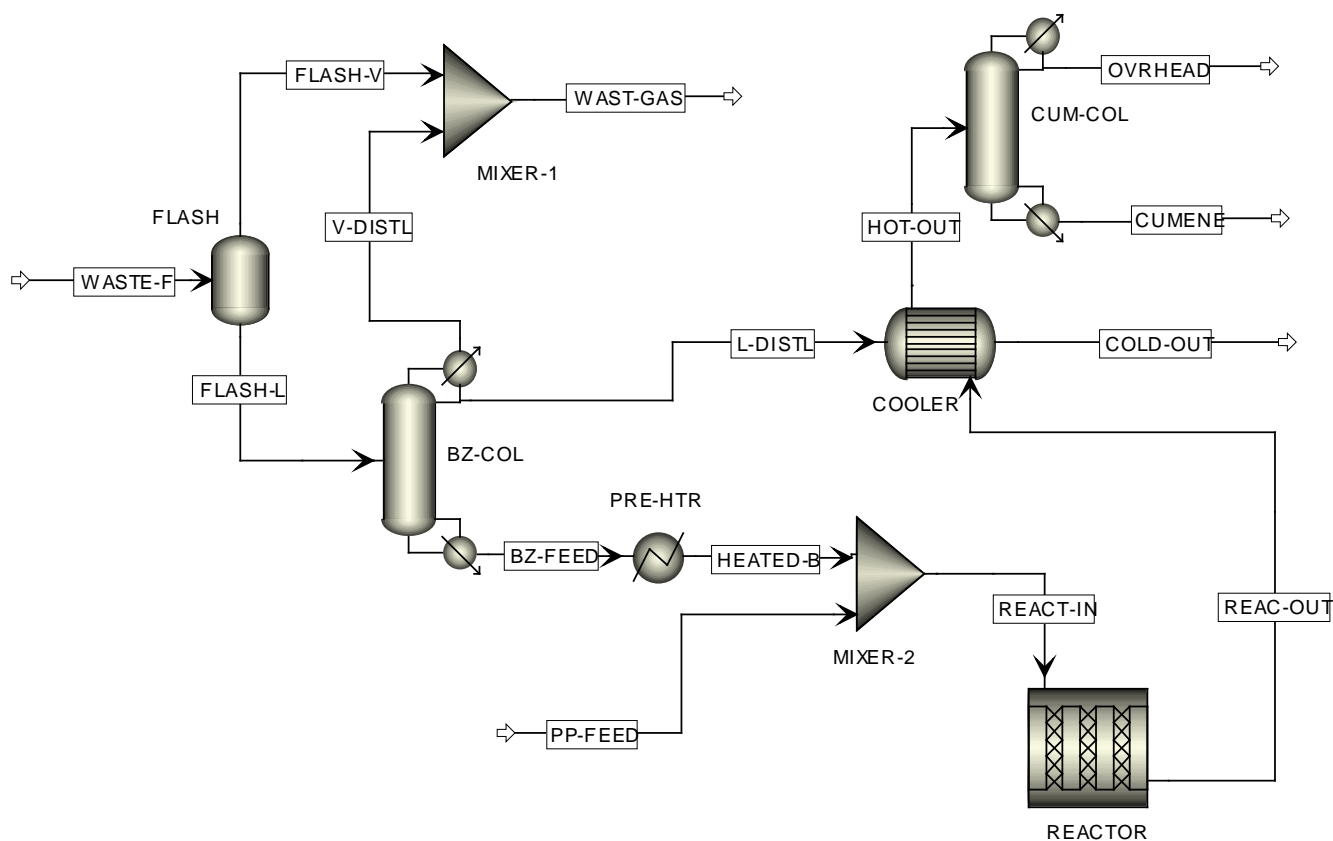 OVRHEAD
FLASH-V
WAST-GAS
CUM-COL
MIXER-1
FLASH
V-DISTL
HOT-OUT
CUMENE
WASTE-F
L-DISTL
COLD-OUT
FLASH-L
COOLER
BZ-COL
PRE-HTR
BZ-FEED
HEATED-B
REACT-IN
REAC-OUT
MIXER-2
PP-FEED
REACTOR